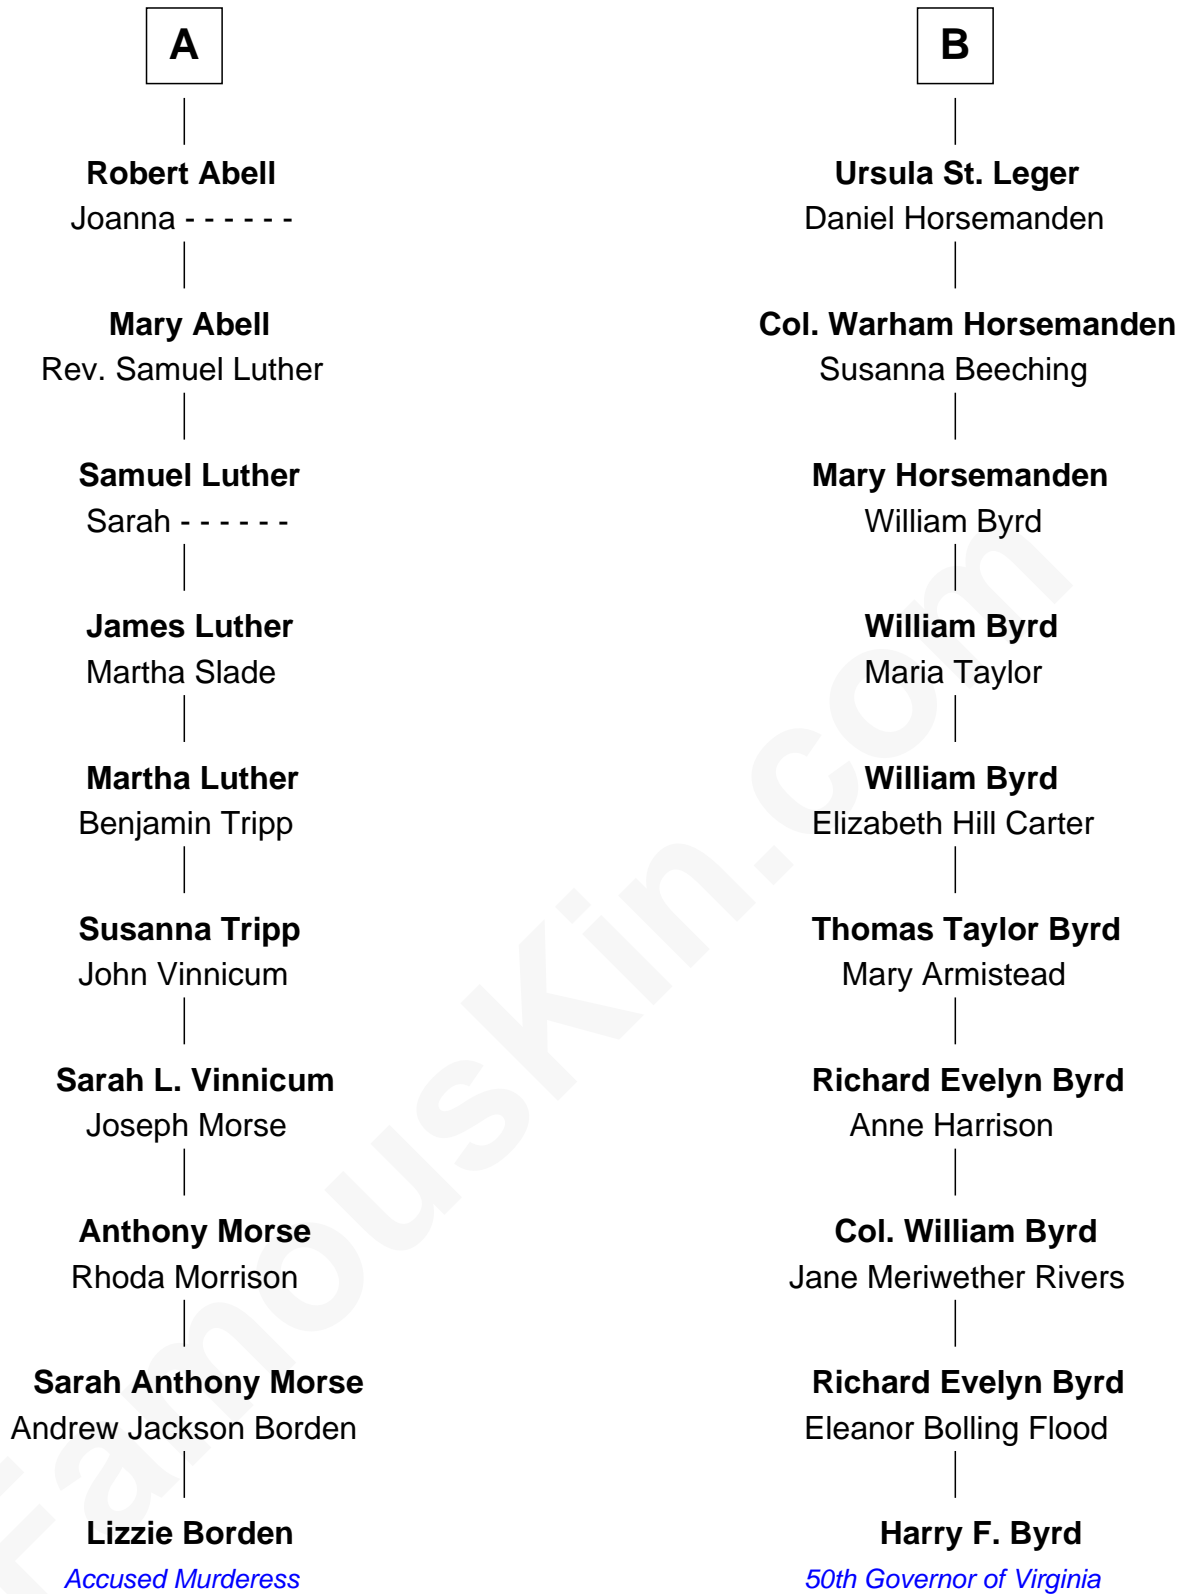 A
Robert Abell
Joanna - - - - - -
Mary Abell
Rev. Samuel Luther
Samuel Luther
Sarah - - - - - -
James Luther
Martha Slade
Martha Luther
Benjamin Tripp
Susanna Tripp
John Vinnicum
Sarah L. Vinnicum
Joseph Morse
Anthony Morse
Rhoda Morrison
Sarah Anthony Morse
Andrew Jackson Borden
Lizzie Borden
Accused Murderess
B
Ursula St. Leger
Daniel Horsemanden
Col. Warham Horsemanden
Susanna Beeching
Mary Horsemanden
William Byrd
William Byrd
Maria Taylor
William Byrd
Elizabeth Hill Carter
Thomas Taylor Byrd
Mary Armistead
Richard Evelyn Byrd
Anne Harrison
Col. William Byrd
Jane Meriwether Rivers
Richard Evelyn Byrd
Eleanor Bolling Flood
Harry F. Byrd
50th Governor of Virginia
FamousKin.com